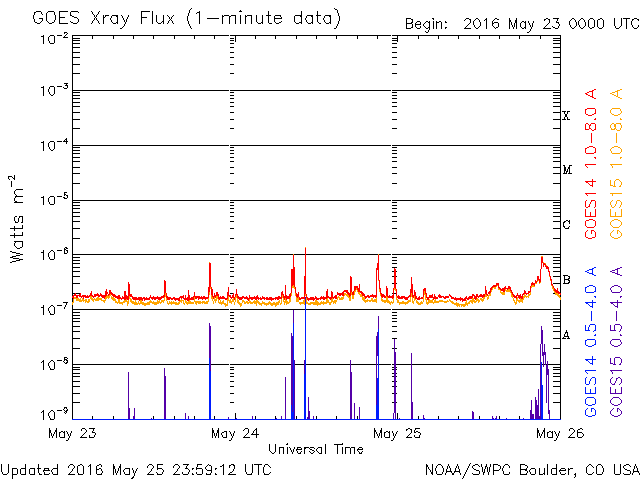 GOES Xray Flux (1-minute data)
Begin: 2016 May 23 0000 UTC
10-2
10-3
10-4
10-5
10-6
10-7
10-8
10-9
Watts m-2
X
M
C
B
A
GOES14 1.0-8.0 A
GOES15 1.0-8.0 A
GOES14 0.5-4.0 A
GOES15 0.5-4.0 A
May 23
May 24
May 25
May 26
Universal Time
Updated 2016 May 25 23:59:12 UTC
NOAA/SWPC Boulder, CO USA